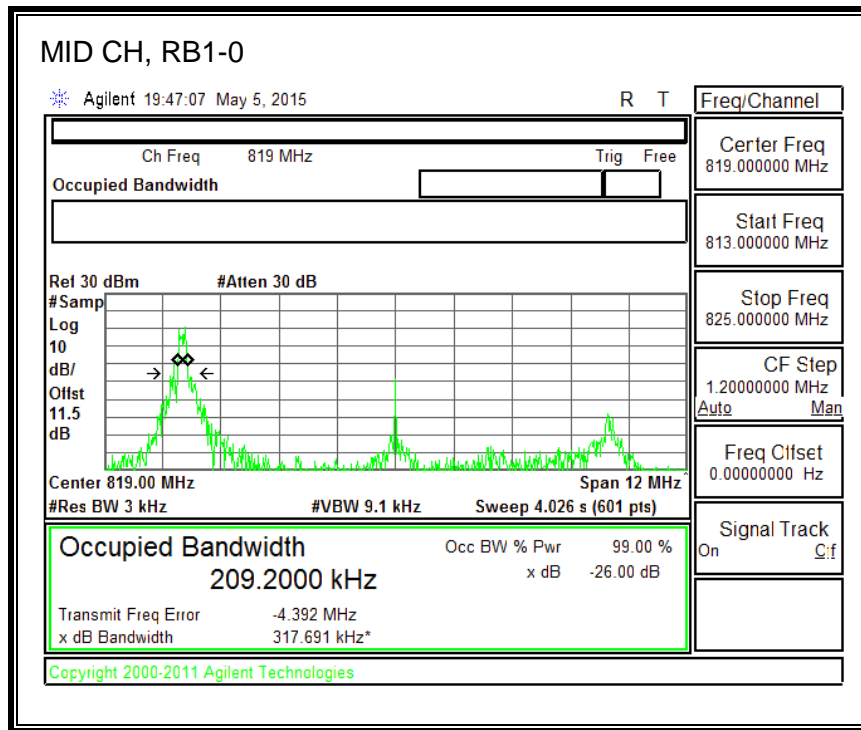 MID CH, RB1-0
Agilent 19:47:07 May 5, 2015 R T
Ch Freq 819 MHz Trig Free
Occupied Bandwidth
Ref 30 dBm #Atten 30 dB
#Samp
Log
10
dB/
Offst
11.5
dB
Center 819.00 MHz Span 12 MHz
#Res BW 3 kHz #VBW 9.1 kHz Sweep 4.026 s (601 pts)
Occupied Bandwidth Occ BW % Pwr 99.00 %
209.2000 kHz x dB -26.00 dB
Transmit Freq Error -4.392 MHz
x dB Bandwidth 317.691 kHz*
Copyright 2000-2011 Agilent Technologies
Freq/Channel
Center Freq
819.000000 MHz
Start Freq
813.000000 MHz
Stop Freq
825.000000 MHz
CF Step
1.20000000 MHz
Auto Man
Freq Offset
0.00000000 Hz
Signal Track
On Off